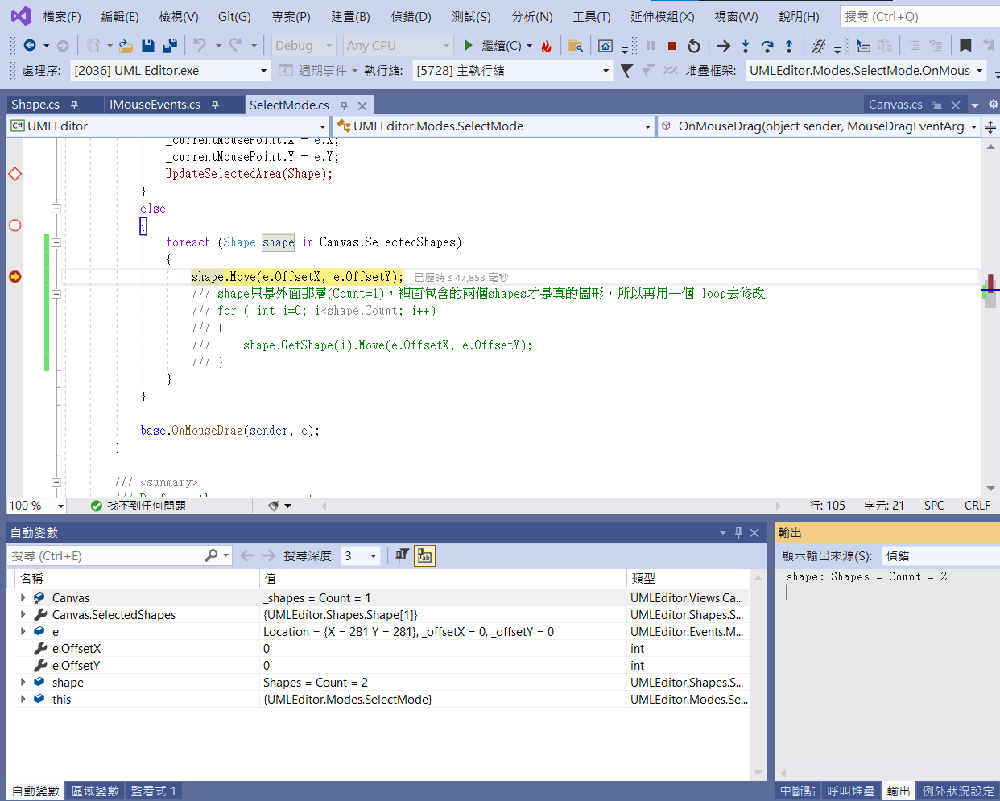 檔案(F) 編輯(E) 檢視(V) Git(G) 專案(P) 建置(B) 偵錯(D) 測試(S) 分析(N) 工具(T) 延伸模組(X) 視窗(W) 說明(H) 搜尋 (Ctrl+Q)
Debug Any CPU 繼續(C)
處理序: [2036] UML Editor.exe 週期事件 執行緒: [5728] 主執行緒 堆疊框架: UMLEditor.Modes.SelectMode.OnMous
Shape.cs IMouseEvents.cs SelectMode.cs Canvas.cs
C# UMLEditor UMLEditor.Modes.SelectMode OnMouseDrag(object sender, MouseDragEventArg
_currentMousePoint.X = e.X;
_currentMousePoint.Y = e.Y;
UpdateSelectedArea(Shape);
}
else
{
foreach (Shape shape in Canvas.SelectedShapes)
{
shape.Move(e.OffsetX, e.OffsetY); 已歷時 ≤ 47,853 毫秒
/// shape只是外面那層(Count=1)，裡面包含的兩個shapes才是真的圖形，所以再用一個 loop去修改
/// for ( int i=0; i<shape.Count; i++)
/// {
///     shape.GetShape(i).Move(e.OffsetX, e.OffsetY);
/// }
}
}
base.OnMouseDrag(sender, e);
}
/// <summary>
100 % 找不到任何問題 行: 105 字元: 21 SPC CRLF
自動變數
搜尋 (Ctrl+E) 搜尋深度: 3
名稱 值 類型
Canvas _shapes = Count = 1 UMLEditor.Views.Ca...
Canvas.SelectedShapes {UMLEditor.Shapes.Shape[1]} UMLEditor.Shapes.S...
e Location = {X = 281 Y = 281}, _offsetX = 0, _offsetY = 0 UMLEditor.Events.M...
e.OffsetX 0 int
e.OffsetY 0 int
shape Shapes = Count = 2 UMLEditor.Shapes.S...
this {UMLEditor.Modes.SelectMode} UMLEditor.Modes.Se...
自動變數 區域變數 監看式 1
輸出
顯示輸出來源(S): 偵錯
shape: Shapes = Count = 2
中斷點 呼叫堆疊 輸出 例外狀況設定